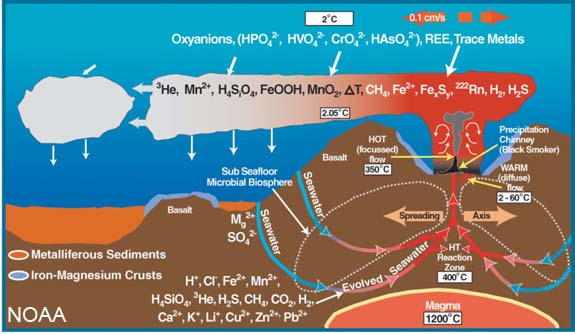 2°C
0.1 cm/s
Oxyanions, (HPO₄²⁻, HVO₄²⁻, CrO₄²⁻, HAsO₄²⁻), REE, Trace Metals
³He, Mn²⁺, H₄SiO₄, FeOOH, MnO₂, ΔT, CH₄, Fe²⁺, FeₓSᵧ, ²²²Rn, H₂, H₂S
2.05°C
Basalt
HOT
(focussed)
flow
350°C
Precipitation
Chimney
(Black Smoker)
WARM
(diffuse)
flow
2 - 60°C
Sub Seafloor
Microbial Biosphere
Seawater
Basalt
Mg²⁺
SO₄²⁻
Seawater
Spreading
Axis
Metalliferous Sediments
Iron-Magnesium Crusts
HT
Reaction
Zone
400°C
Evolved Seawater
H⁺, Cl⁻, Fe²⁺, Mn²⁺,
H₄SiO₄, ³He, H₂S, CH₄, CO₂, H₂,
Ca²⁺, K⁺, Li⁺, Cu²⁺, Zn²⁺, Pb²⁺
Magma
1200°C
NOAA